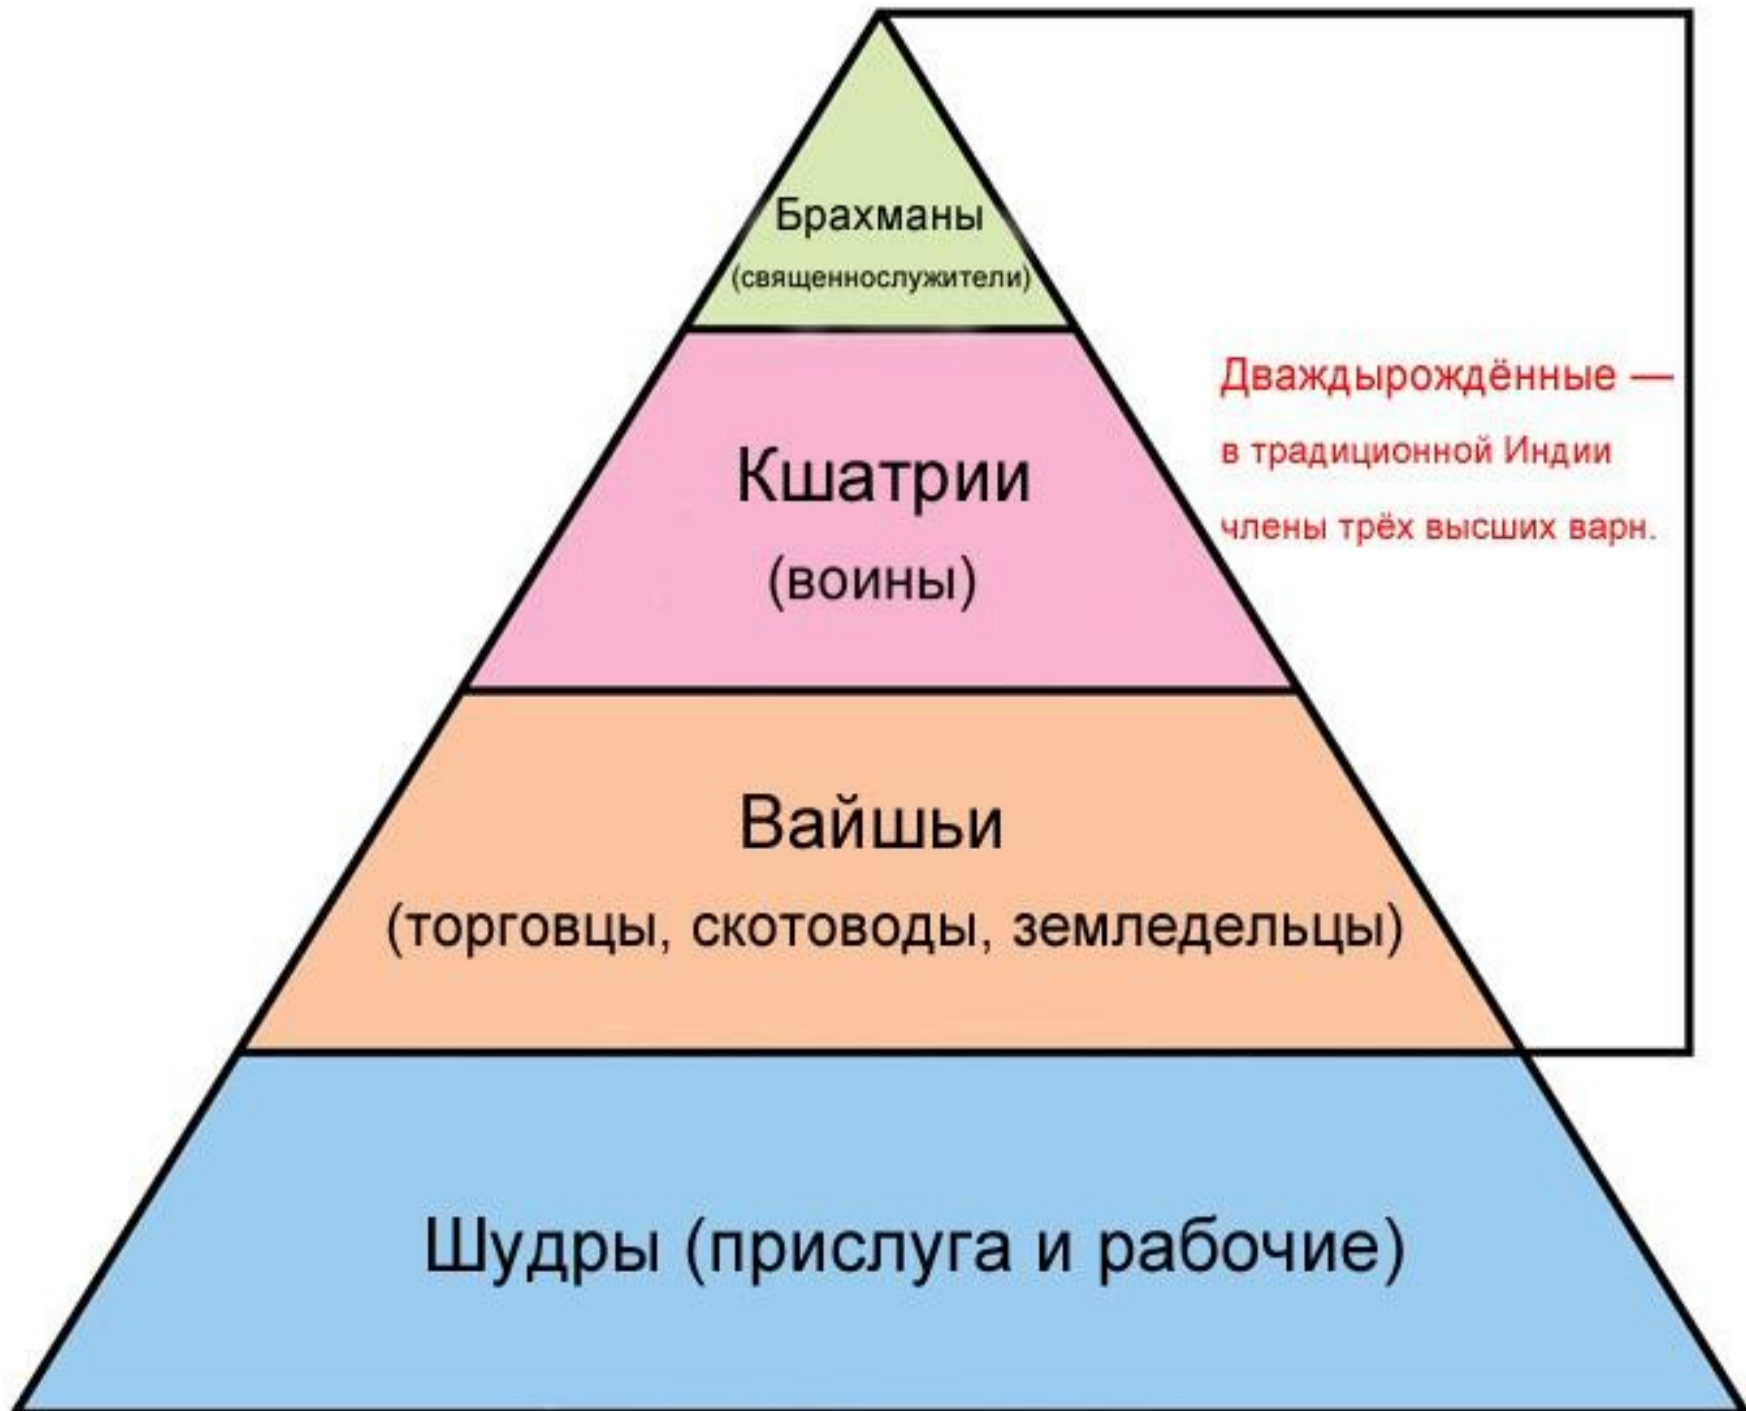 Брахманы
(священнослужители)
Кшатрии
(воины)
Дваждырождённые —
в традиционной Индии
члены трёх высших варн.
Вайшьи
(торговцы, скотоводы, земледельцы)
Шудры (прислуга и рабочие)